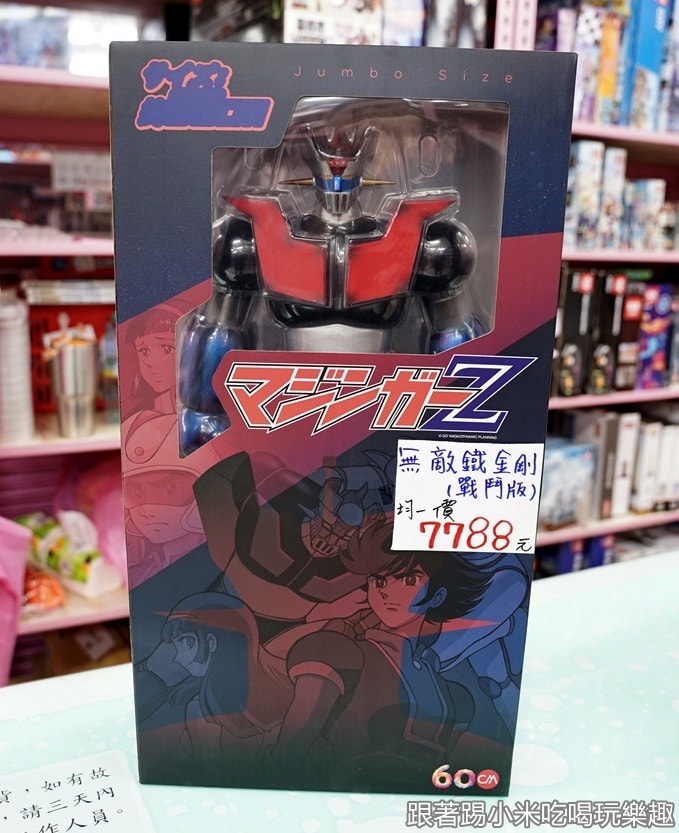 Jumbo Size
マジンガーZ
© GO NAGAI/DYNAMIC PLANNING
無敵鐵金剛
(戰鬥版)
均一價
7788元
60CM
貨，如有故
，請三天內
作人員。
跟著踢小米吃喝玩樂趣